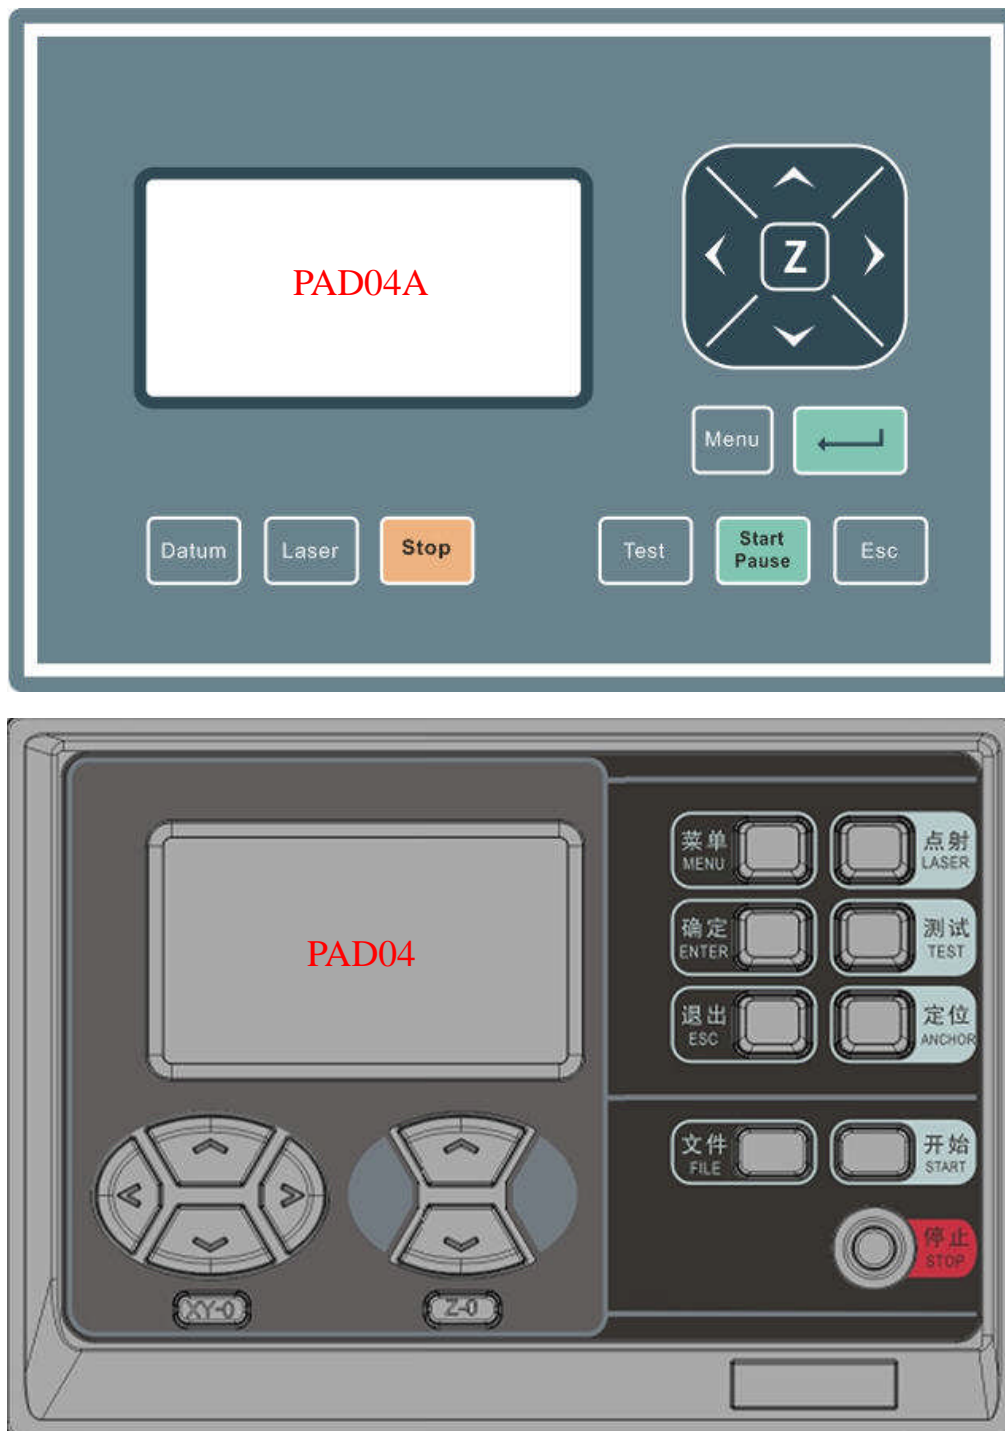 PAD04A
Z
Menu
Datum
Laser
Stop
Test
Start
Pause
Esc
PAD04
菜单
MENU
点射
LASER
确定
ENTER
测试
TEST
退出
ESC
定位
ANCHOR
文件
FILE
开始
START
停止
STOP
XY-0
Z-0